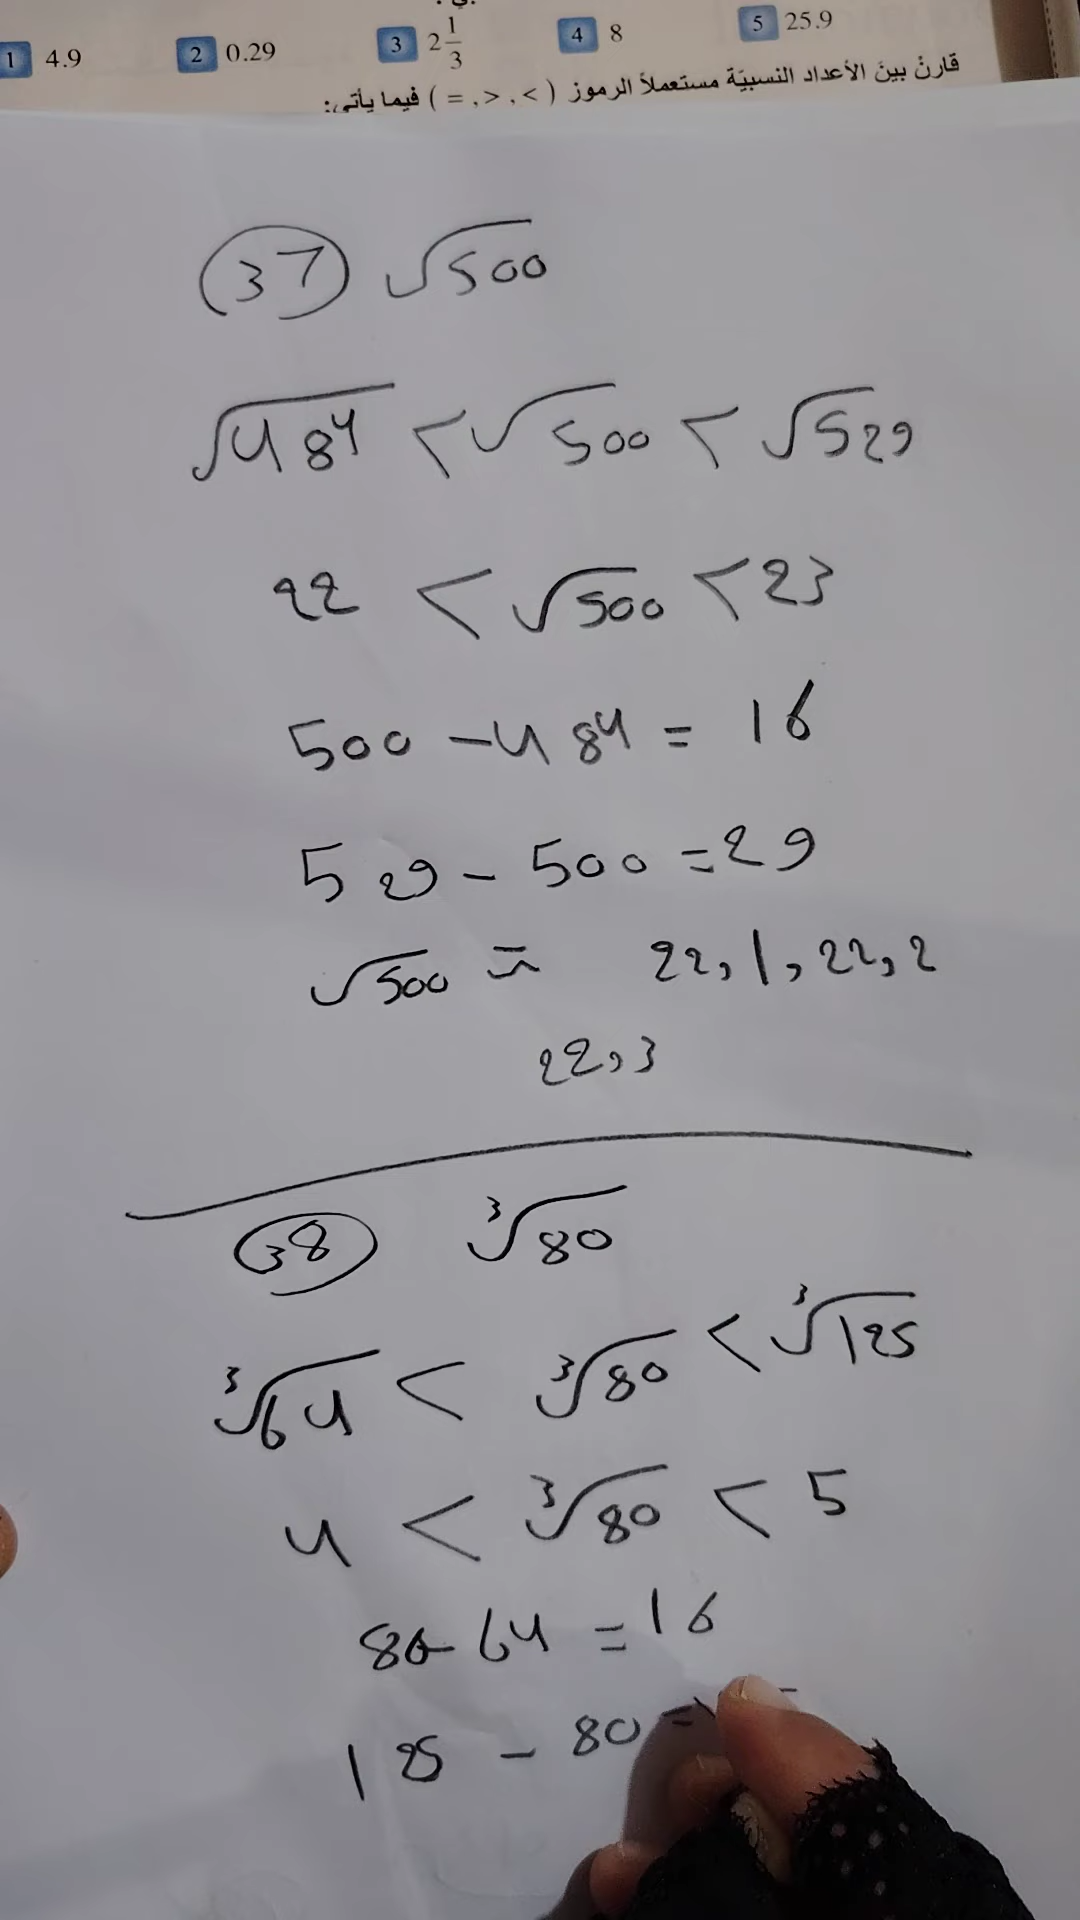 1 4.9 2 0.29 3 2 1/3 4 8 5 25.9
قارنْ بينَ الأعداد النسبيّة مستعملاً الرموز ( > ، < ، = ) فيما يأتي:
37 √500
√484 < √500 < √529
22 < √500 < 23
500 - 484 = 16
529 - 500 = 29
√500 ≈ 22,1, 22,2
22,3
38 ∛80
∛64 < ∛80 < ∛125
4 < ∛80 < 5
80 - 64 = 16
125 - 80 =